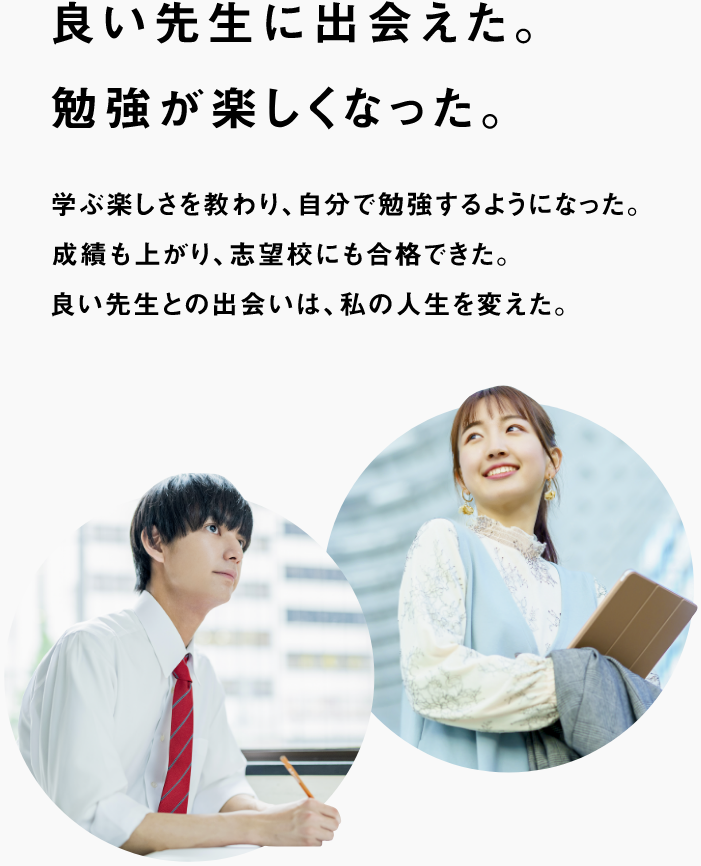 良い先生に出会えた。
勉強が楽しくなった。
学ぶ楽しさを教わり、自分で勉強するようになった。
成績も上がり、志望校にも合格できた。
良い先生との出会いは、私の人生を変えた。